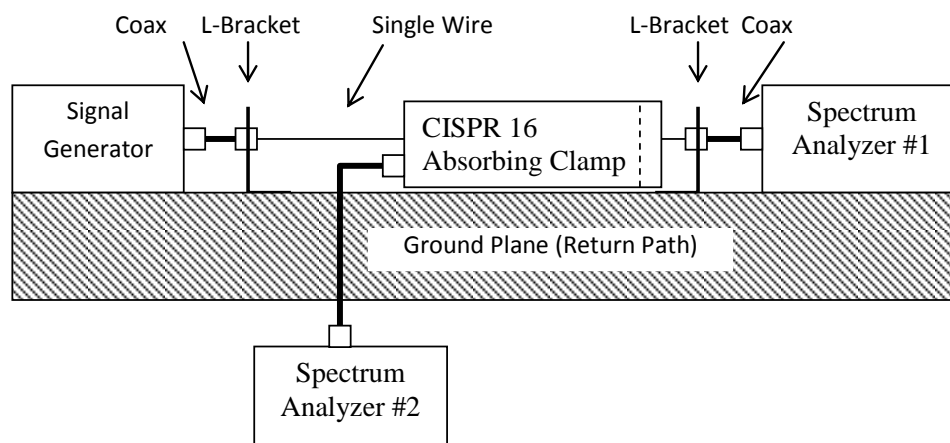 Coax
L-Bracket
Single Wire
L-Bracket
Coax
Signal
Generator
CISPR 16
Absorbing Clamp
Spectrum
Analyzer #1
Ground Plane (Return Path)
Spectrum
Analyzer #2